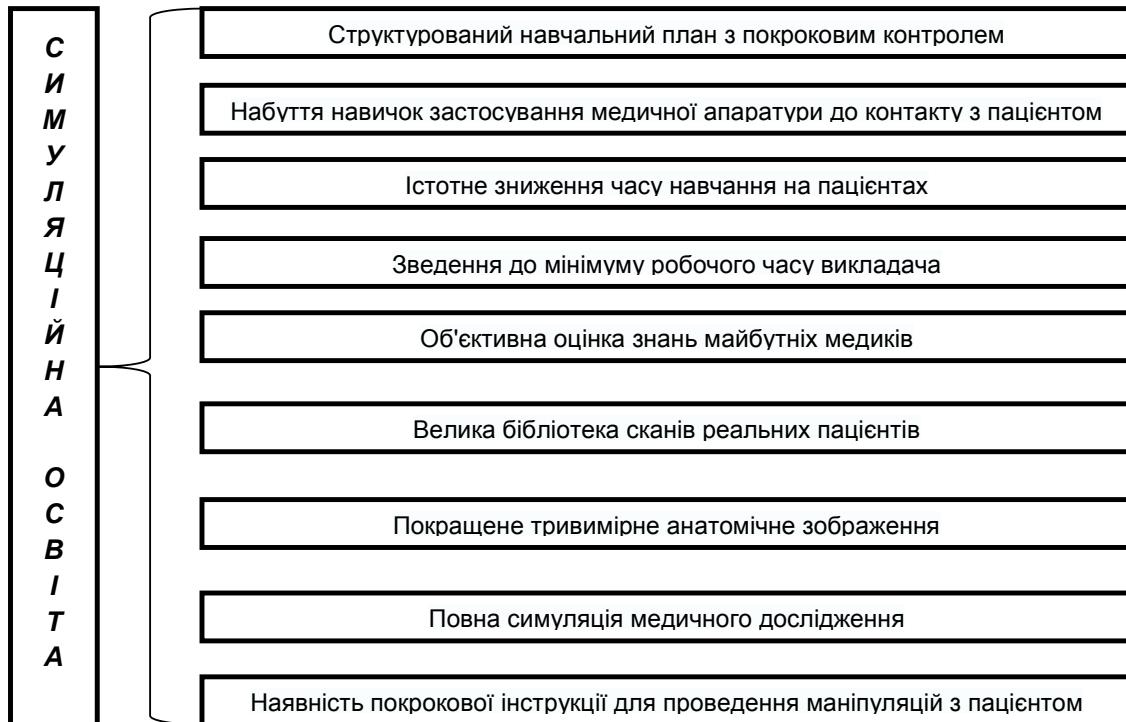 СИМУЛЯЦІЙНА ОСВІТА
Структурований навчальний план з покроковим контролем
Набуття навичок застосування медичної апаратури до контакту з пацієнтом
Істотне зниження часу навчання на пацієнтах
Зведення до мінімуму робочого часу викладача
Об'єктивна оцінка знань майбутніх медиків
Велика бібліотека сканів реальних пацієнтів
Покращене тривимірне анатомічне зображення
Повна симуляція медичного дослідження
Наявність покрокової інструкції для проведення маніпуляцій з пацієнтом